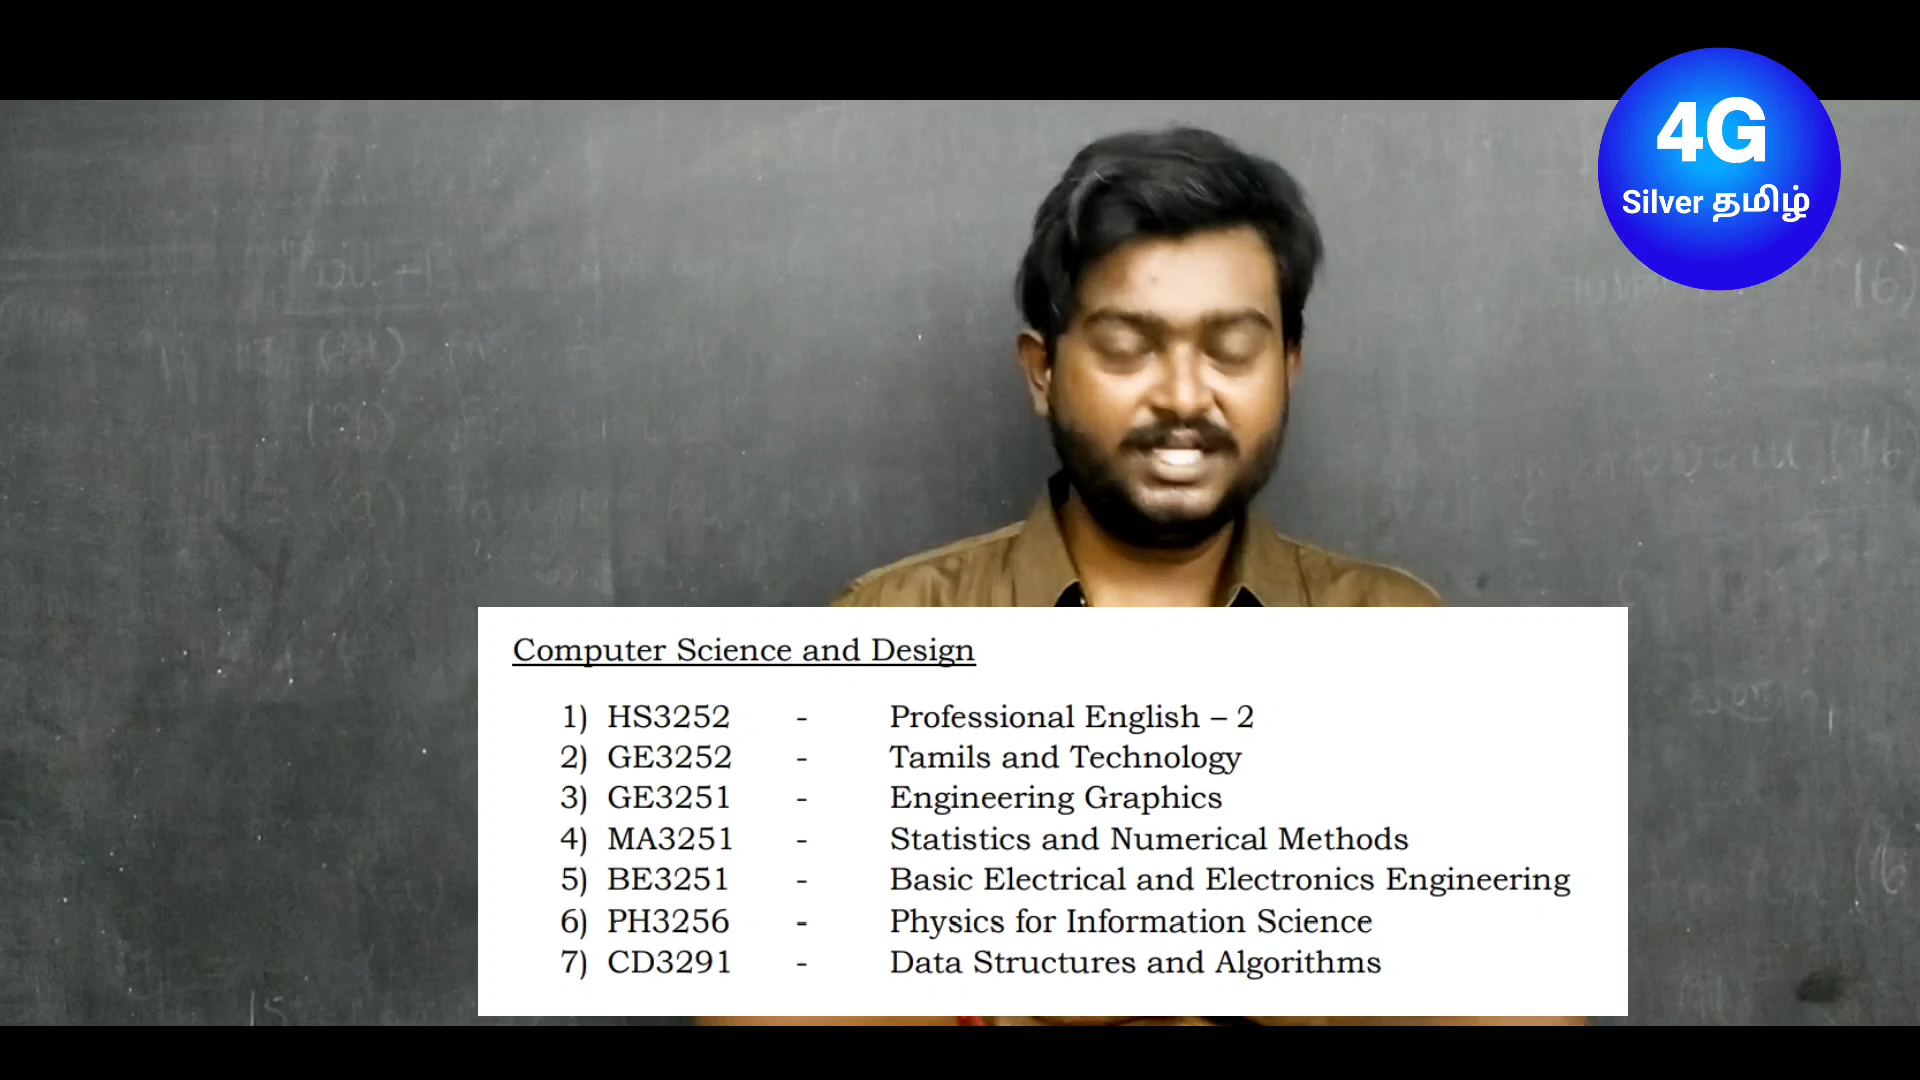 4G
Silver தமிழ்
Computer Science and Design
1) HS3252 - Professional English – 2
2) GE3252 - Tamils and Technology
3) GE3251 - Engineering Graphics
4) MA3251 - Statistics and Numerical Methods
5) BE3251 - Basic Electrical and Electronics Engineering
6) PH3256 - Physics for Information Science
7) CD3291 - Data Structures and Algorithms